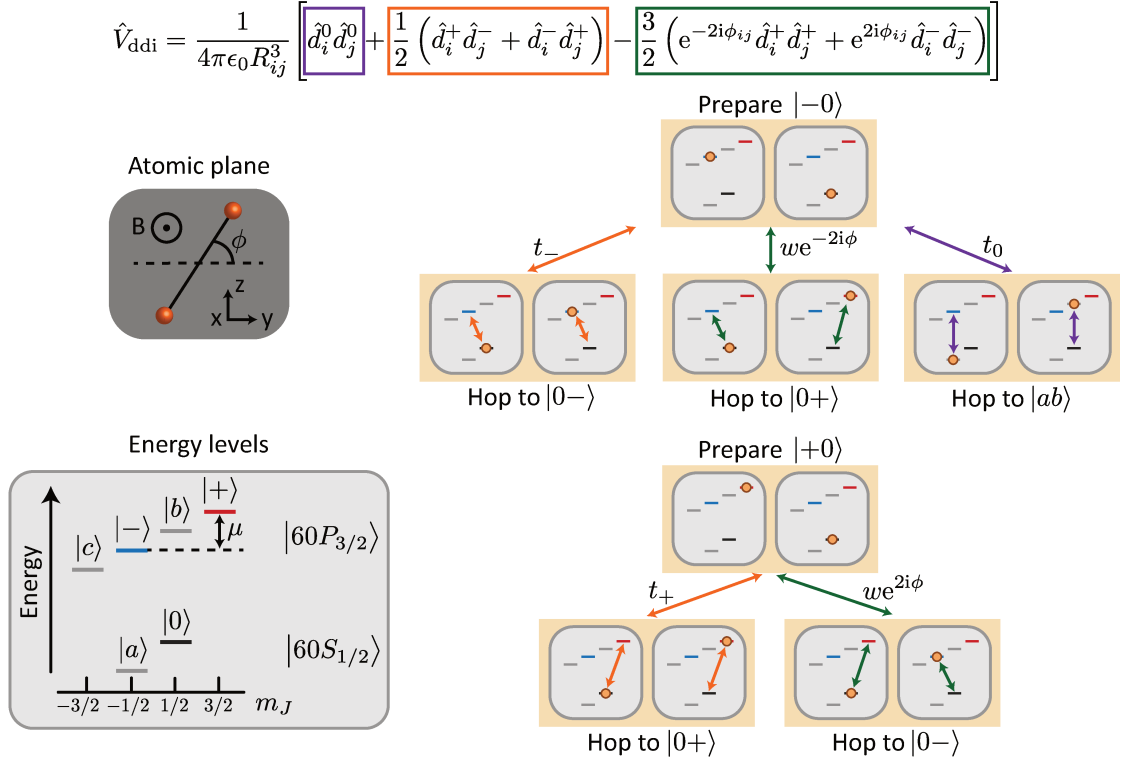 V̂_ddi = 1/(4πϵ₀R³_ij) [ d̂⁰_i d̂⁰_j + 1/2 ( d̂⁺_i d̂⁻_j + d̂⁻_i d̂⁺_j ) − 3/2 ( e^{−2iϕ_ij} d̂⁺_i d̂⁺_j + e^{2iϕ_ij} d̂⁻_i d̂⁻_j ) ]
Prepare |−0⟩
Atomic plane
B
ϕ
z
x
y
t₋
we^{−2iϕ}
t₀
Hop to |0−⟩
Hop to |0+⟩
Hop to |ab⟩
Energy levels
Energy
|c⟩
|−⟩
|b⟩
|+⟩
μ
|60P_{3/2}⟩
|a⟩
|0⟩
|60S_{1/2}⟩
−3/2 −1/2 1/2 3/2 m_J
Prepare |+0⟩
t₊
we^{2iϕ}
Hop to |0+⟩
Hop to |0−⟩